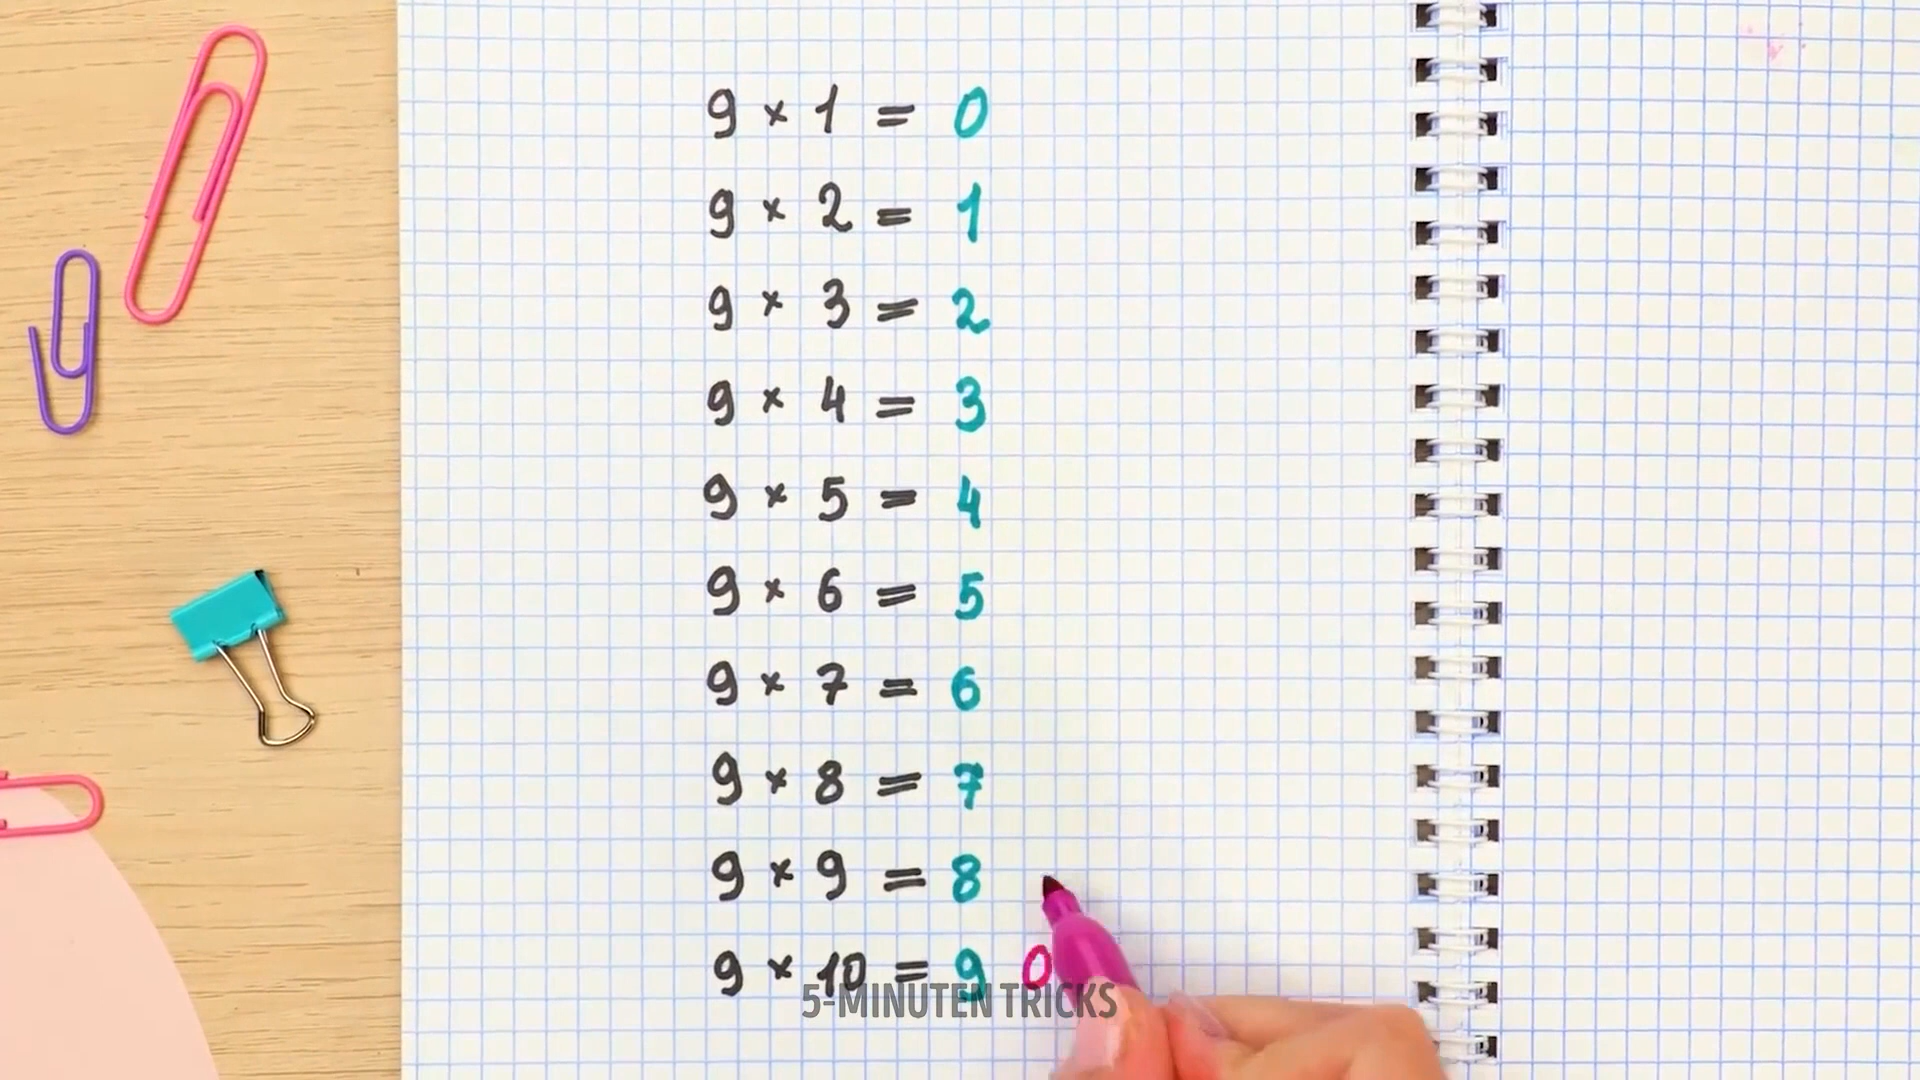 9 × 1 = 0
9 × 2 = 1
9 × 3 = 2
9 × 4 = 3
9 × 5 = 4
9 × 6 = 5
9 × 7 = 6
9 × 8 = 7
9 × 9 = 8
9 × 10 = 9 0
5-MINUTEN TRICKS